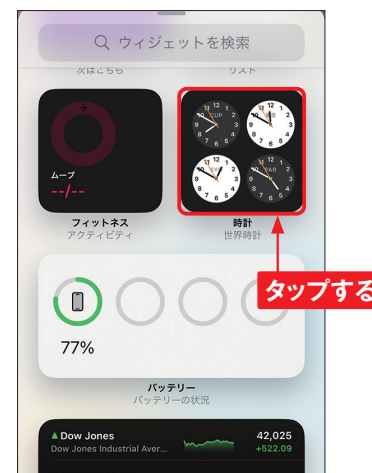 ウィジェットを検索
次はこちら
リスト
ムーブ
--/--
フィットネス
アクティビティ
CUP
東京
SYD
PAR
時計
世界時計
タップする
77%
バッテリー
バッテリーの状況
▲ Dow Jones
Dow Jones Industrial Aver...
42,025
+522.09